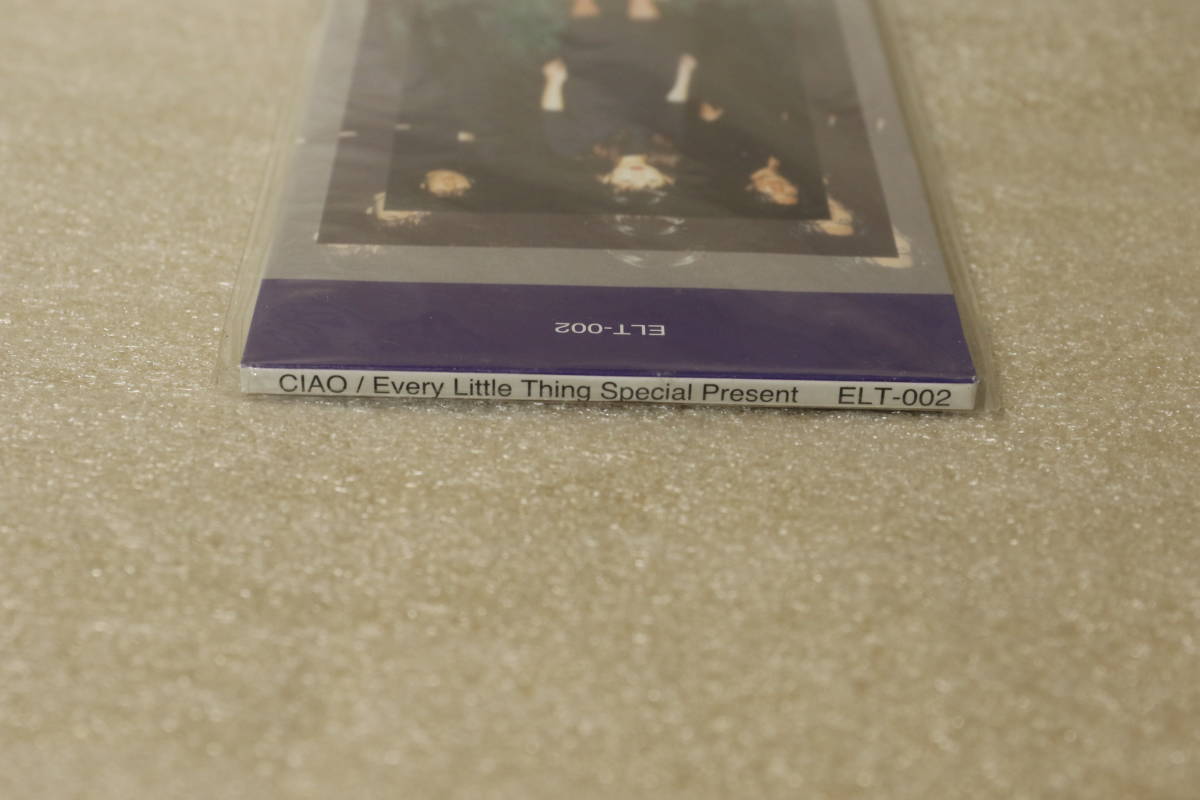 ELT-002
CIAO / Every Little Thing Special Present ELT-002